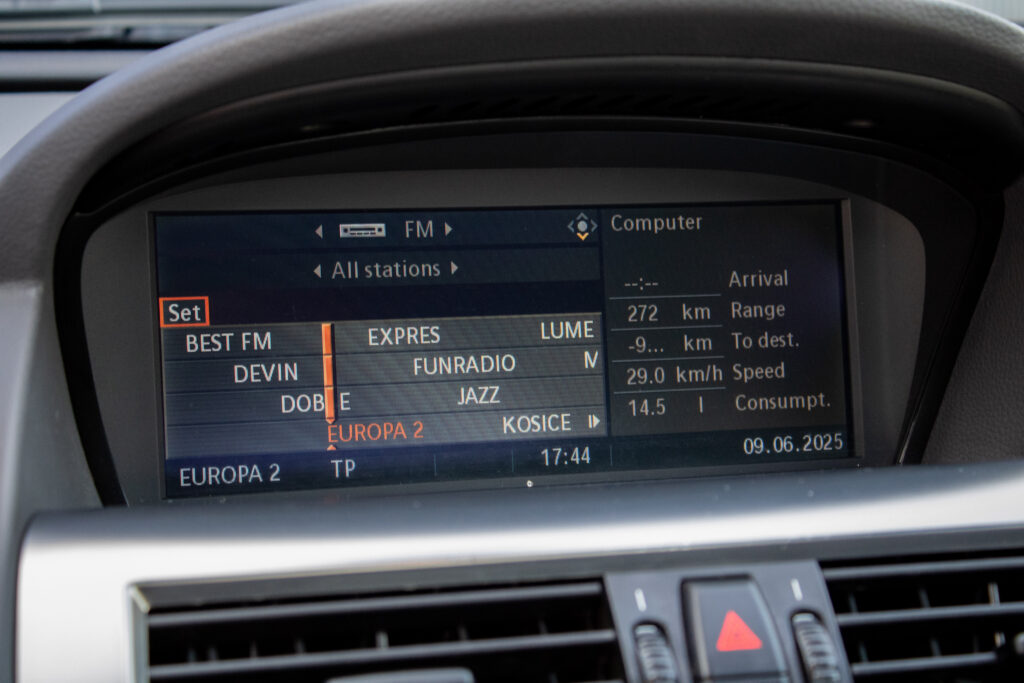 FM
All stations
Set
BEST FM EXPRES LUME
DEVIN FUNRADIO M
DOB E JAZZ
EUROPA 2 KOSICE
EUROPA 2 TP 17:44
Computer
--:-- Arrival
272 km Range
-9... km To dest.
29.0 km/h Speed
14.5 l Consumpt.
09.06.2025